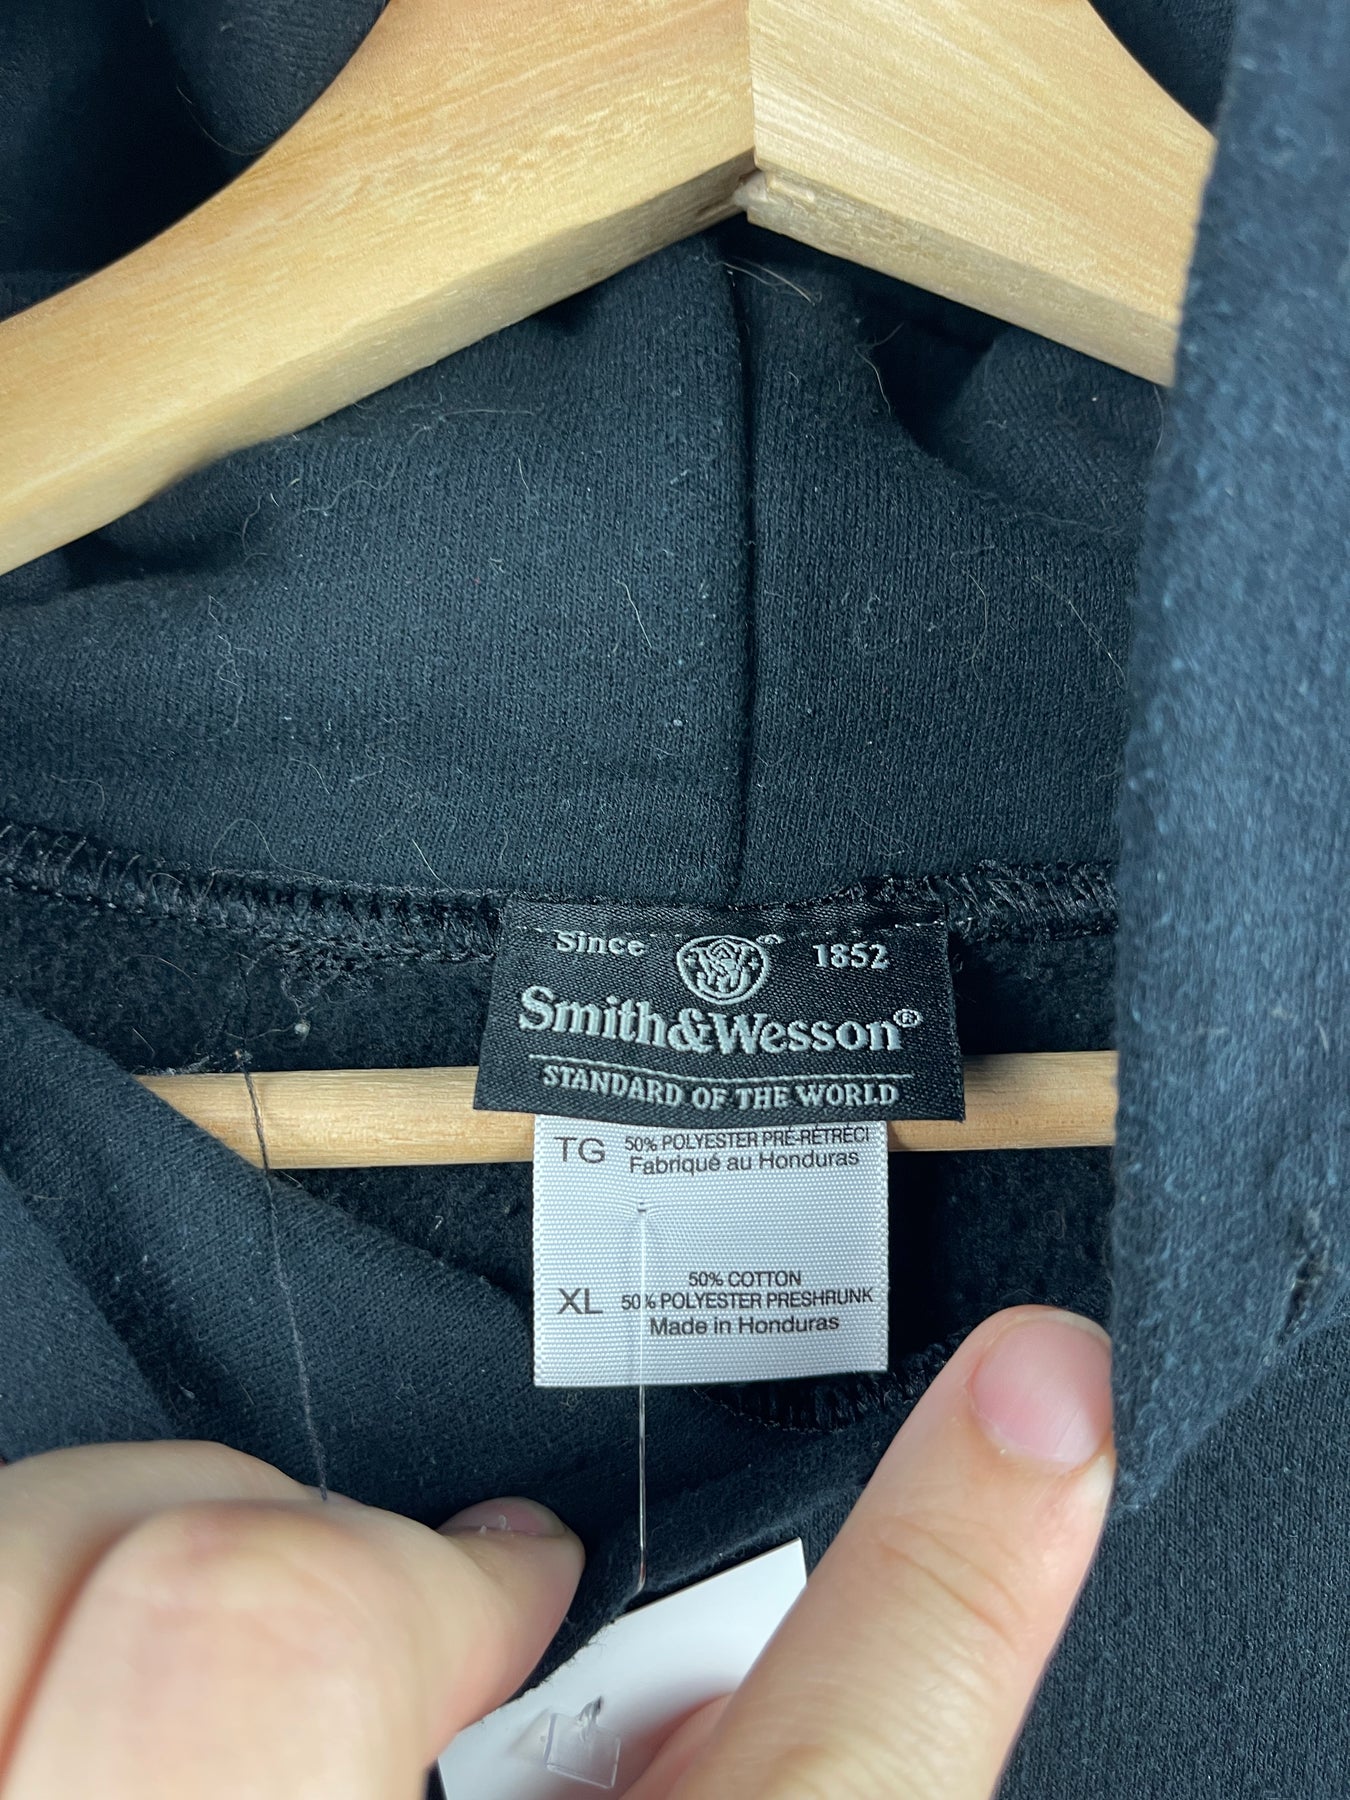 Since 1852
Smith&Wesson®
STANDARD OF THE WORLD
TG 50% POLYESTER PRÉ-RÉTRÉCI
Fabriqué au Honduras
50% COTTON
XL 50% POLYESTER PRESHRUNK
Made in Honduras